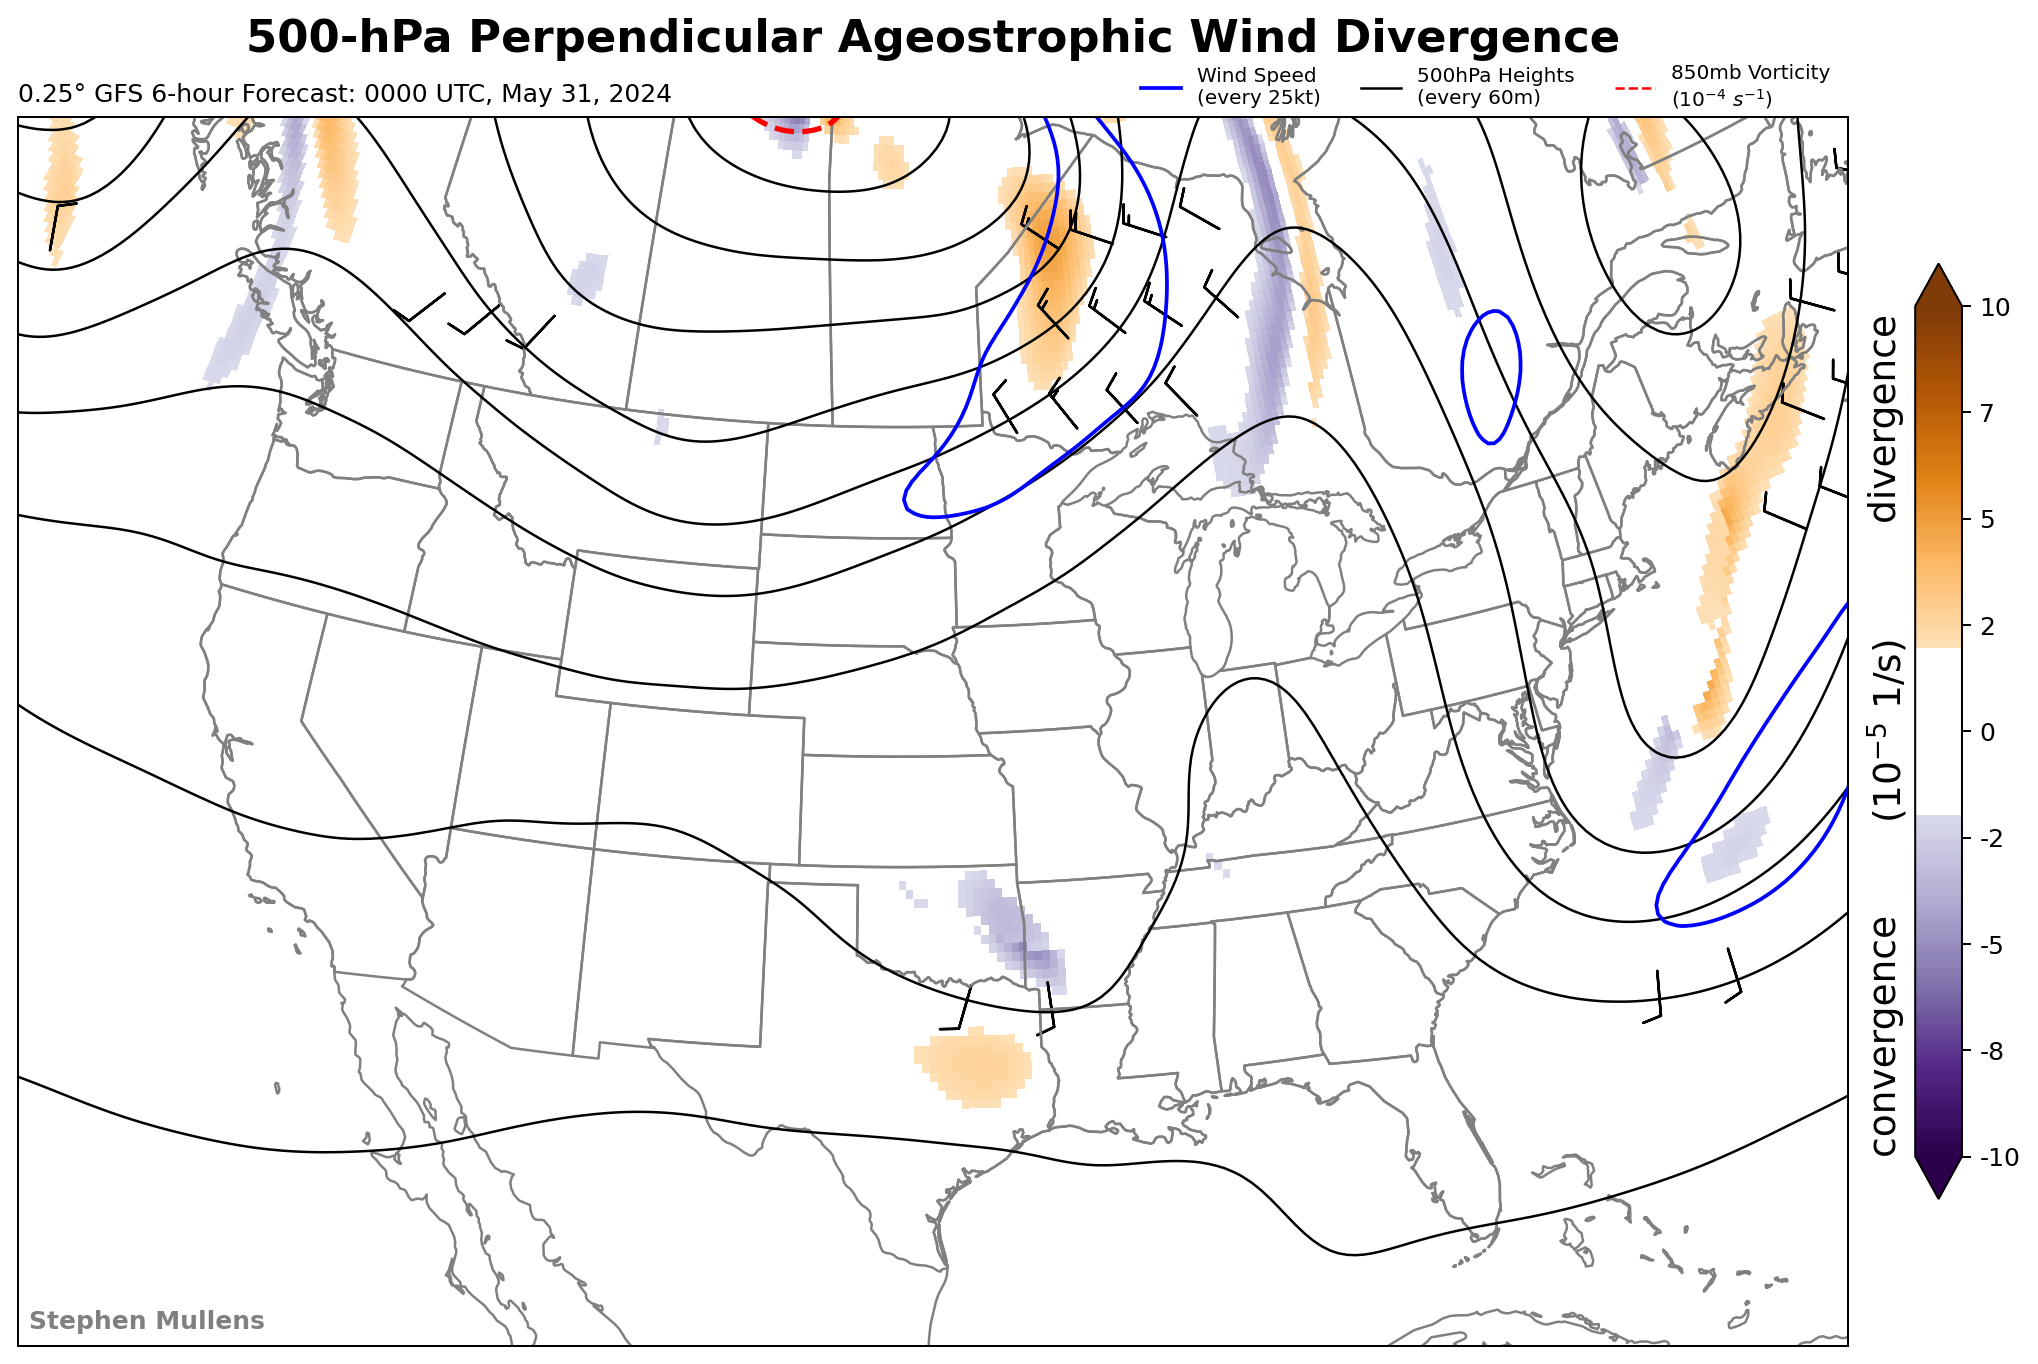 500-hPa Perpendicular Ageostrophic Wind Divergence
0.25° GFS 6-hour Forecast: 0000 UTC, May 31, 2024
Wind Speed
(every 25kt)
500hPa Heights
(every 60m)
850mb Vorticity
(10⁻⁴ s⁻¹)
convergence (10⁻⁵ 1/s) divergence
10
7
5
2
0
-2
-5
-8
-10
Stephen Mullens